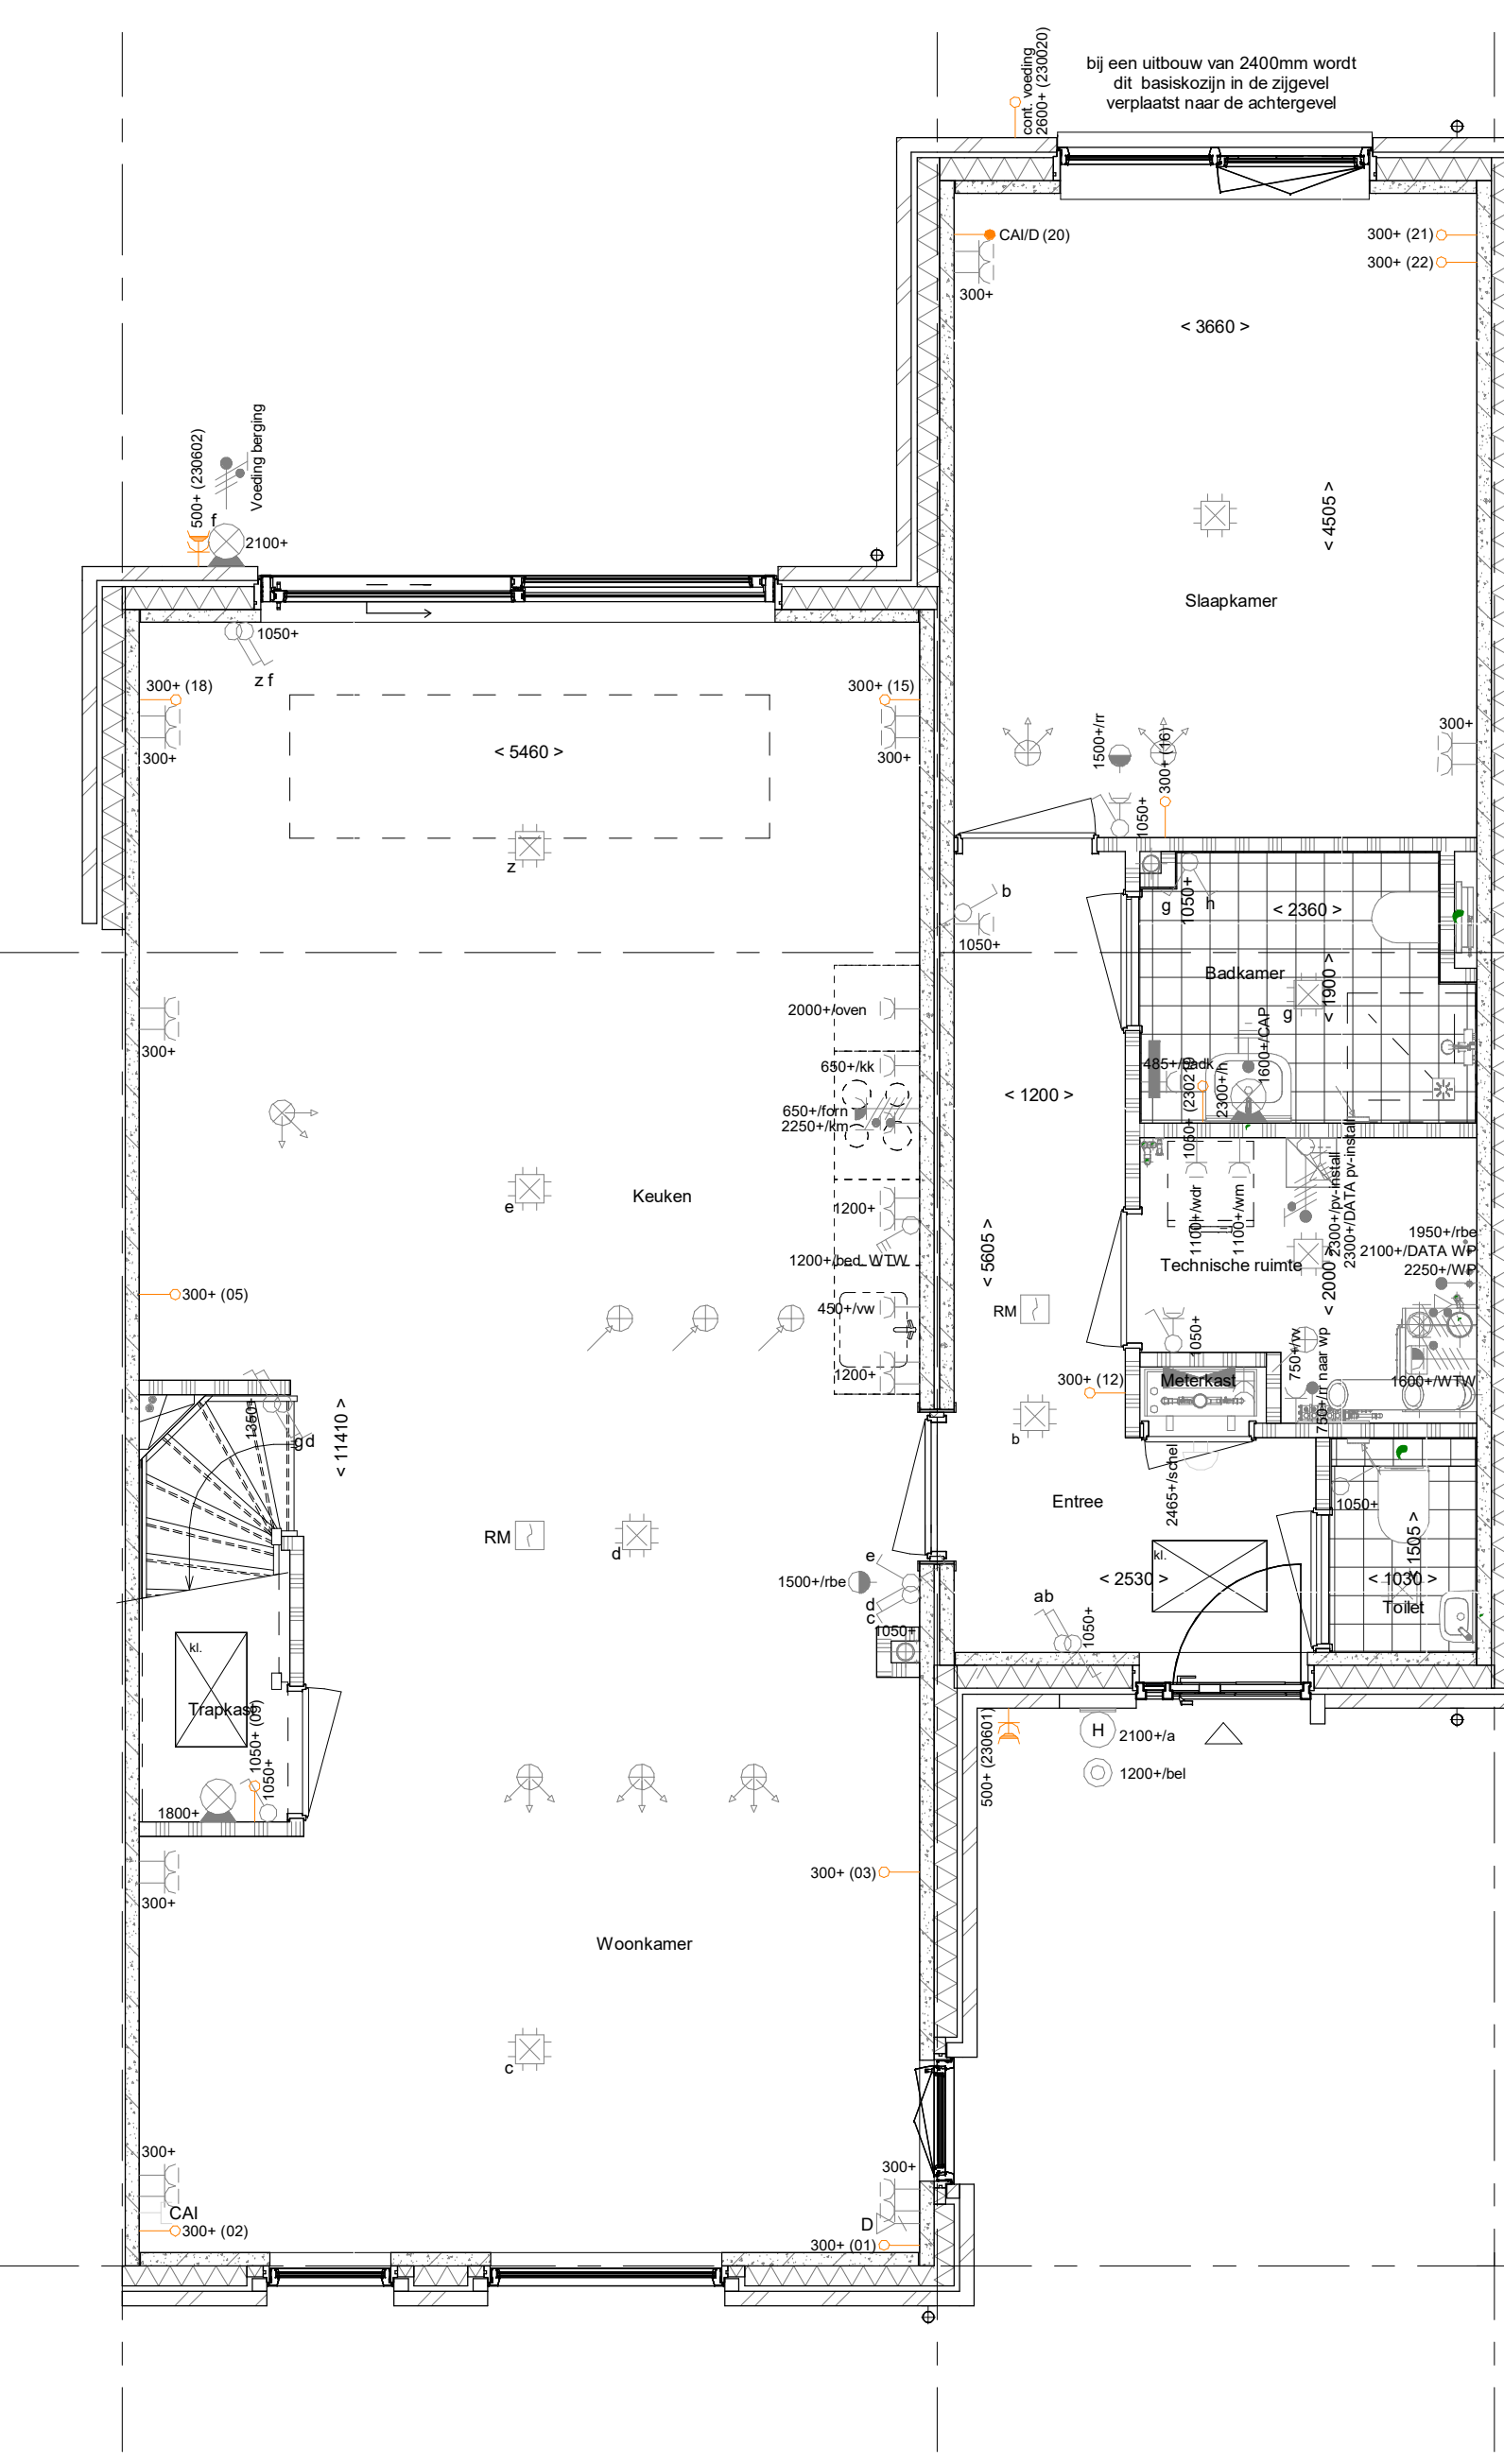 bij een uitbouw van 2400mm wordt
dit basiskozijn in de zijgevel
verplaatst naar de achtergevel
cont. voeding
2600+ (230020)
CAI/D (20)
300+
300+ (21)
300+ (22)
< 3660 >
< 4505 >
Slaapkamer
500+ (230602)
Voeding berging
f
2100+
1050+
z f
300+ (18)
300+
300+ (15)
300+
< 5460 >
z
1500+/rr
300+ (16)
1050+
300+
b
1050+
g
1050+
h
< 2360 >
Badkamer
< 1900 >
g
1600+/CAP
1050+ (230219)
2300+/h
300+
2000+/oven
650+/kk
650+/forn
2250+/km
< 1200 >
e
Keuken
1200+
1200+/bed. WTW
450+/vw
1200+
300+ (05)
< 5605 >
RM
1100+/wdr
1100+/wm
2300+/pv-install
2300+/DATA pv-install
Technische ruimte
< 2000 >
1950+/rbe
2100+/DATA WP
2250+/WP
1050+
750+/vv
750+/rr naar wp
1600+/WTW
Meterkast
300+ (12)
b
1350+
gd
< 11410 >
RM
d
2465+/schel
Entree
1050+
< 1505 >
< 1030 >
Toilet
kl.
< 2530 >
ab
1050+
e
1500+/rbe
d
c
1050+
kl.
Trapkast
1050+ (09)
1050+
1800+
500+ (230601)
H
2100+/a
1200+/bel
300+
300+ (03)
Woonkamer
c
300+
CAI
300+ (02)
300+
D
300+ (01)